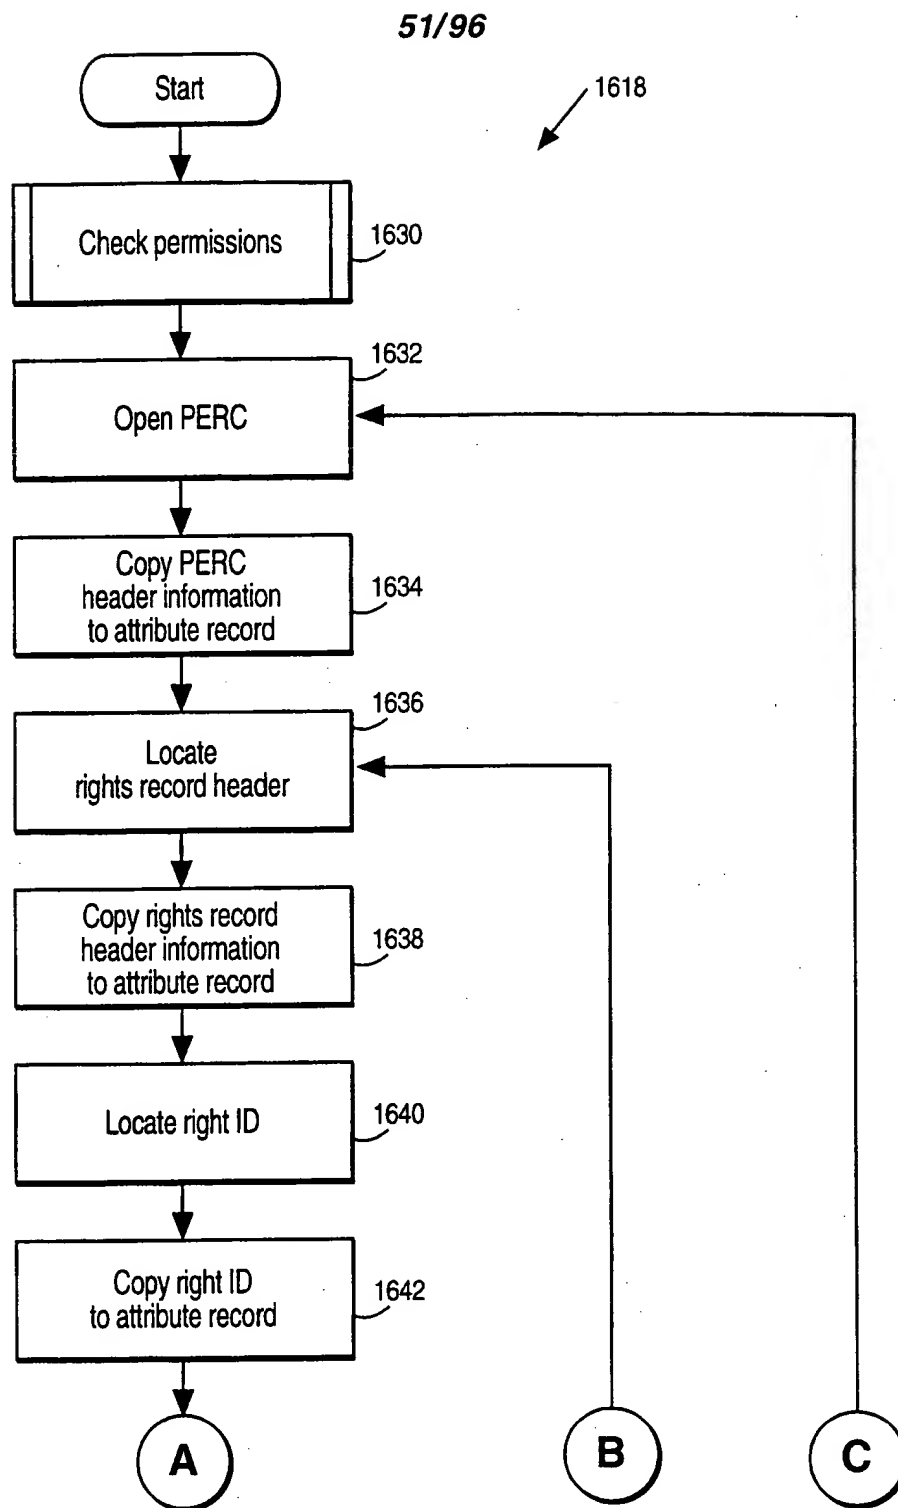 51/96
Start
1618
Check permissions
1630
1632
Open PERC
Copy PERC
header information
to attribute record
1634
1636
Locate
rights record header
Copy rights record
header information
to attribute record
1638
Locate right ID
1640
Copy right ID
to attribute record
1642
A
B
C